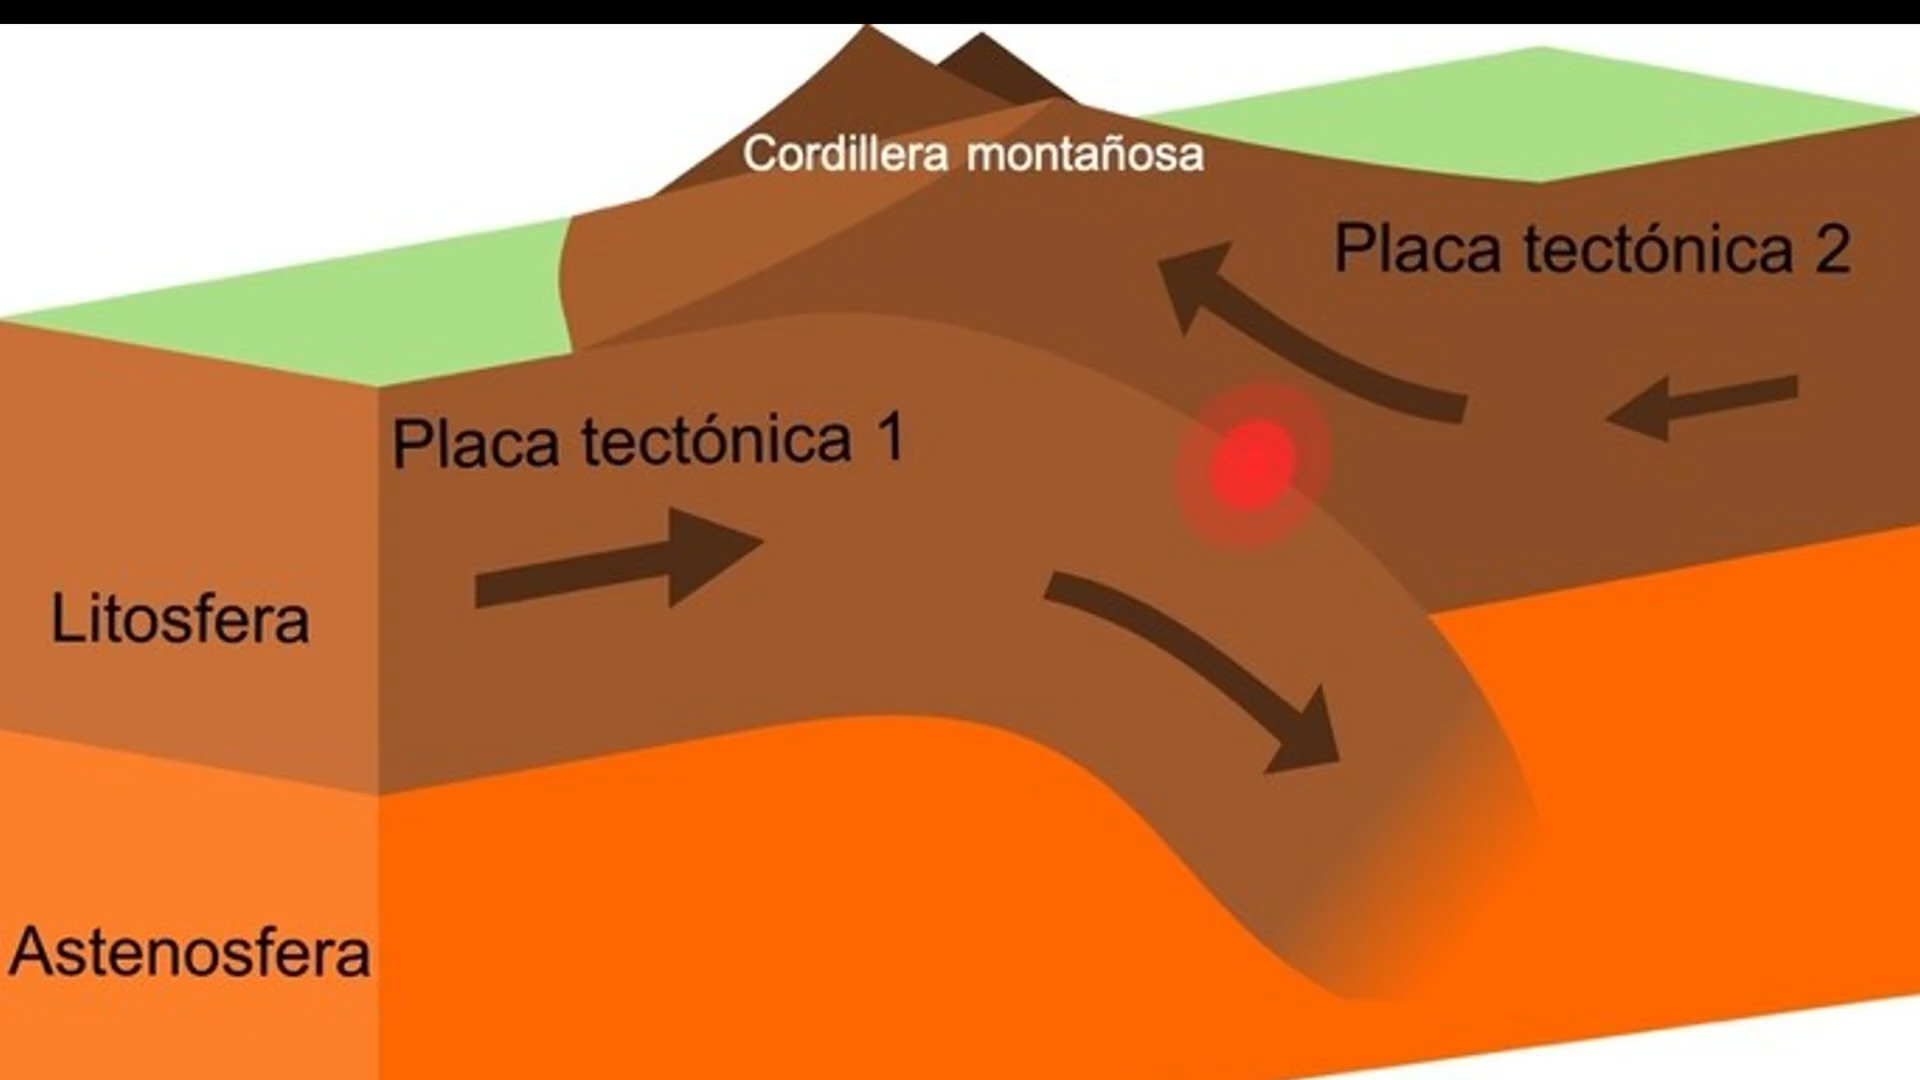 Cordillera montañosa
Placa tectónica 2
Placa tectónica 1
Litosfera
Astenosfera